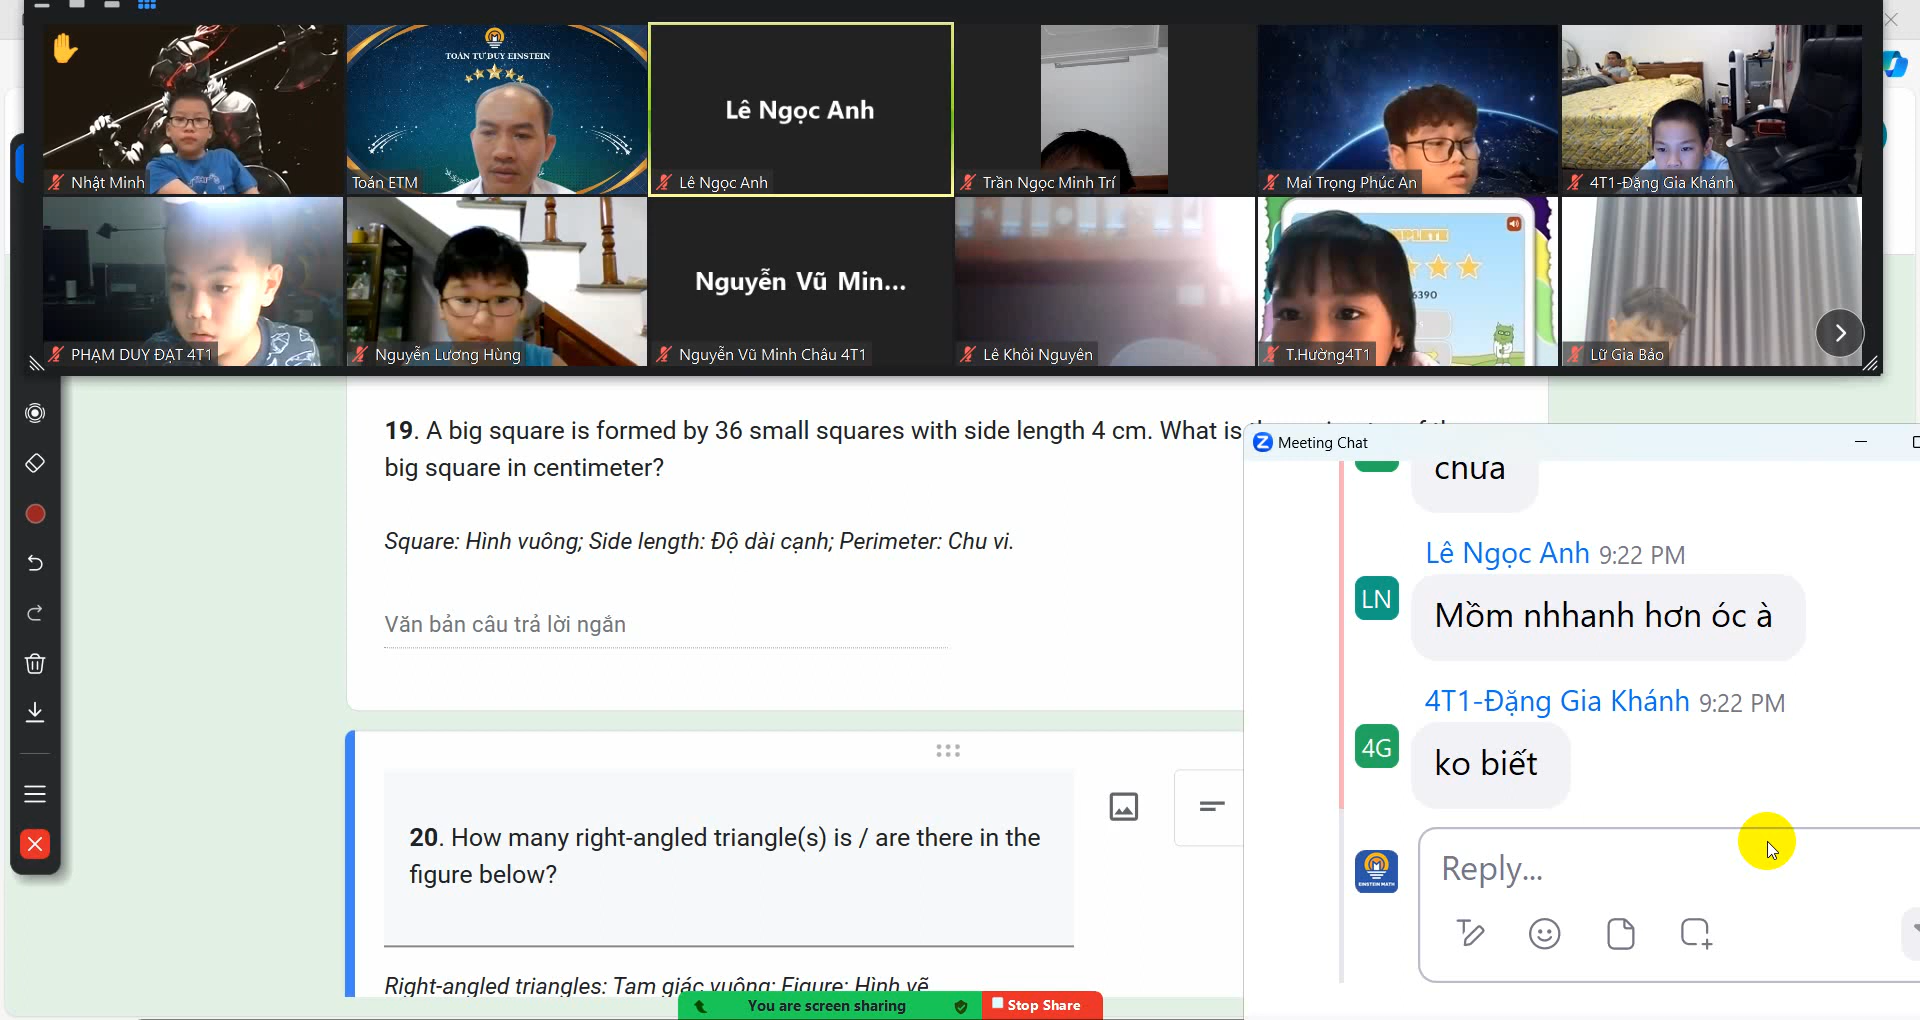 TOÁN TƯ DUY EINSTEIN
Lê Ngọc Anh
Nhật Minh
Toán ETM
Lê Ngọc Anh
Trần Ngọc Minh Trí
Mai Trọng Phúc An
4T1-Đặng Gia Khánh
Nguyễn Vũ Min...
PHẠM DUY ĐẠT 4T1
Nguyễn Lương Hùng
Nguyễn Vũ Minh Châu 4T1
Lê Khôi Nguyên
T.Hường4T1
Lữ Gia Bảo
6390
19. A big square is formed by 36 small squares with side length 4 cm. What is
big square in centimeter?
Square: Hình vuông; Side length: Độ dài cạnh; Perimeter: Chu vi.
Văn bản câu trả lời ngắn
20. How many right-angled triangle(s) is / are there in the
figure below?
Right-angled triangles: Tam giác vuông; Figure: Hình vẽ
You are screen sharing
Stop Share
Meeting Chat
chưa
Lê Ngọc Anh 9:22 PM
LN
Mồm nhhanh hơn óc à
4T1-Đặng Gia Khánh 9:22 PM
4G
ko biết
EINSTEIN MATH
Reply...